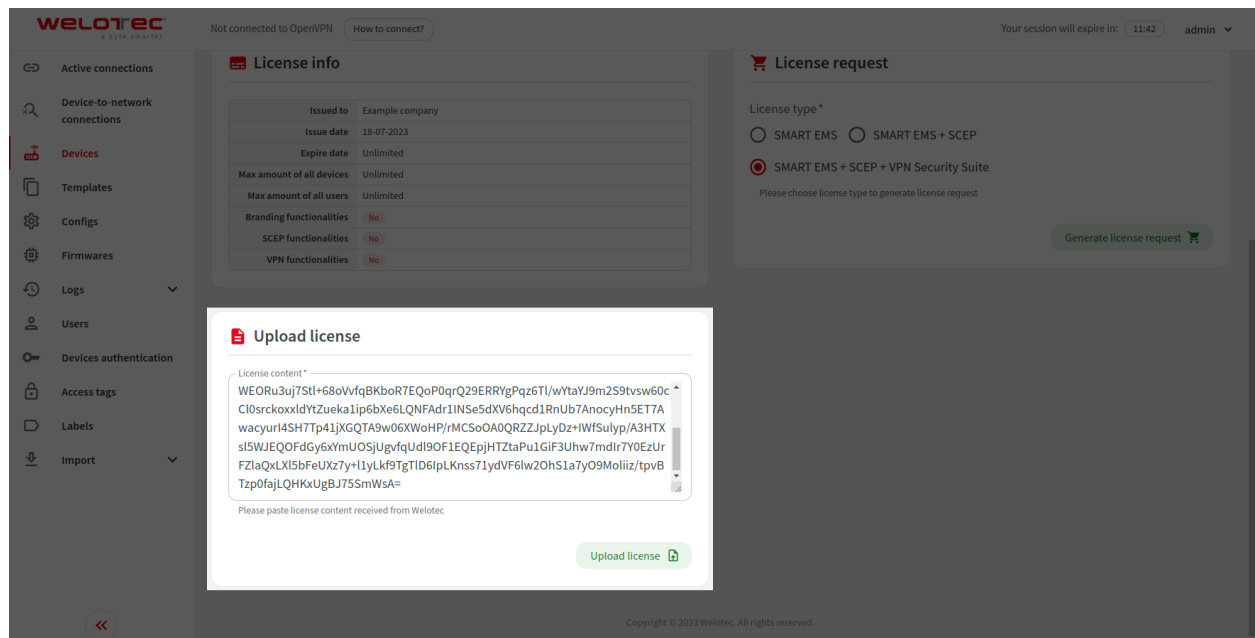 welotec
a byte smarter
Not connected to OpenVPN
How to connect?
Your session will expire in: 11:42
admin
Active connections
Device-to-network
connections
Devices
Templates
Configs
Firmwares
Logs
Users
Devices authentication
Access tags
Labels
Import
License info
Issued to Example company
Issue date 18-07-2023
Expire date Unlimited
Max amount of all devices Unlimited
Max amount of all users Unlimited
Branding functionalities No
SCEP functionalities No
VPN functionalities No
License request
License type*
SMART EMS SMART EMS + SCEP
SMART EMS + SCEP + VPN Security Suite
Please choose license type to generate license request
Generate license request
Upload license
License content*
WEORu3uj7Stl+68oVvfqBKboR7EQoP0qrQ29ERRYgPqz6Tl/wYtaYJ9m2S9tvsw60c
Cl0srckoxxldYtZueka1ip6bXe6LQNFAdr1INSe5dXV6hqcd1RnUb7AnocyHn5ET7A
wacyurI4SH7Tp41jXGQTA9w06XWoHP/rMCSoOA0QRZZJpLyDz+IWfSulyp/A3HTX
sl5WJEQOFdGy6xYmUOSjUgvfqUdl9OF1EQEpjHTZtaPu1GiF3Uhw7mdIr7Y0EzUr
FZlaQxLXl5bFeUXz7y+l1yLkf9TgTlD6IpLKnss71ydVF6lw2OhS1a7yO9Moliiz/tpvB
Tzp0fajLQHKxUgBJ75SmWsA=
Please paste license content received from Welotec
Upload license
Copyright © 2023 Welotec. All rights reserved.